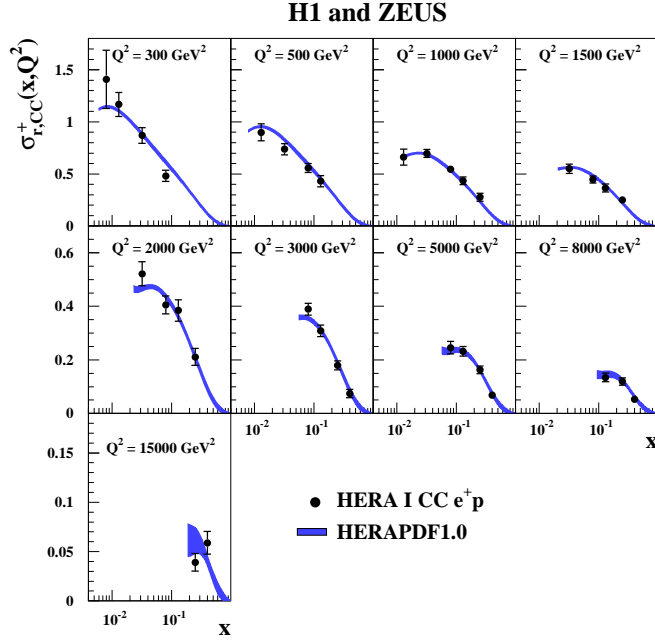 H1 and ZEUS
σ⁺r,CC(x,Q²)
Q² = 300 GeV² Q² = 500 GeV² Q² = 1000 GeV² Q² = 1500 GeV²
1.5
1
0.5
0
Q² = 2000 GeV² Q² = 3000 GeV² Q² = 5000 GeV² Q² = 8000 GeV²
0.6
0.4
0.2
0
10⁻² 10⁻¹ 10⁻² 10⁻¹ 10⁻² 10⁻¹ x
Q² = 15000 GeV²
0.15
0.1
0.05
0
10⁻² 10⁻¹ x
HERA I CC e⁺p
HERAPDF1.0